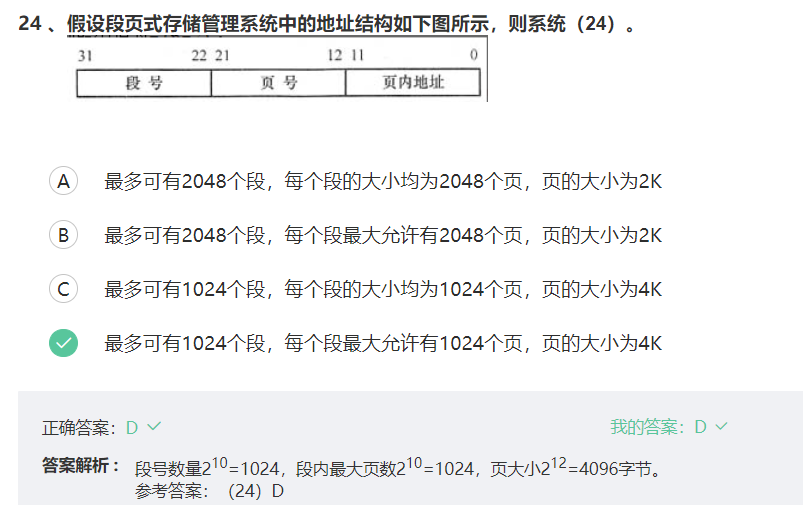 24 、假设段页式存储管理系统中的地址结构如下图所示，则系统（24）。
31 22 21 12 11 0
段 号 页 号 页内地址
A 最多可有2048个段，每个段的大小均为2048个页，页的大小为2K
B 最多可有2048个段，每个段最大允许有2048个页，页的大小为2K
C 最多可有1024个段，每个段的大小均为1024个页，页的大小为4K
最多可有1024个段，每个段最大允许有1024个页，页的大小为4K
正确答案：D 我的答案：D
答案解析： 段号数量2^10=1024，段内最大页数2^10=1024，页大小2^12=4096字节。
参考答案：（24）D